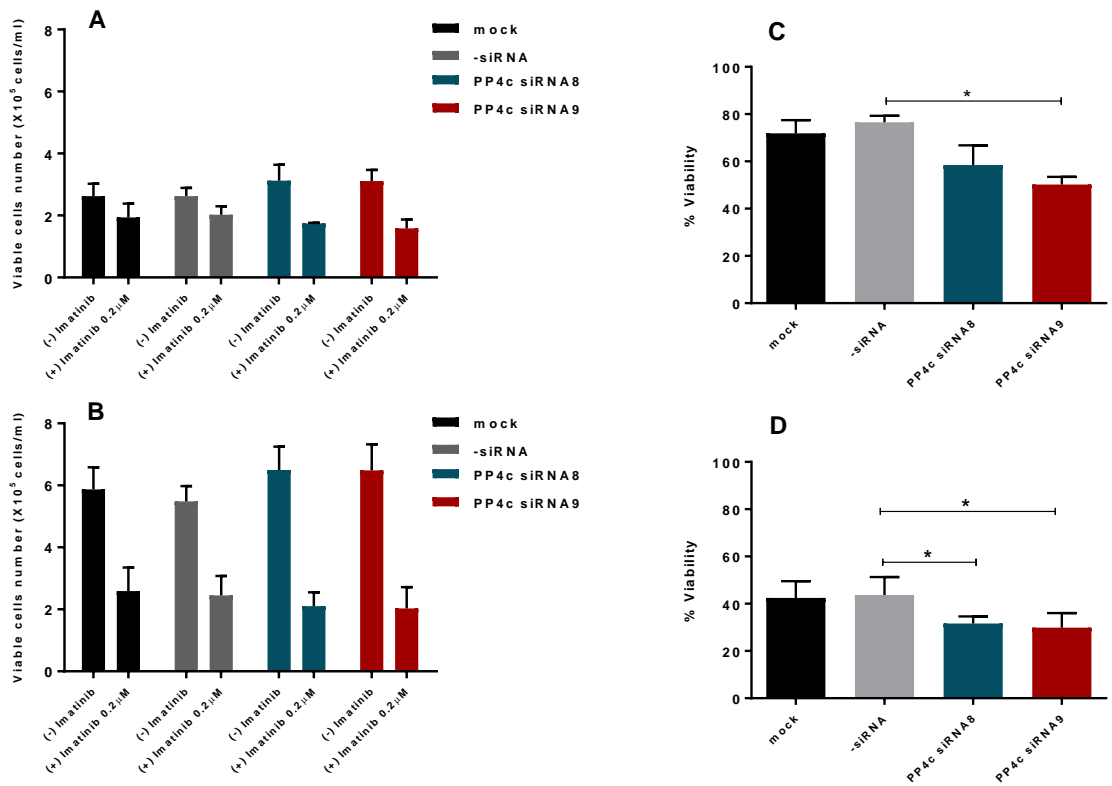 A
Viable cells number (X10⁵ cells/ml)
8
6
4
2
0
(-) Imatinib
(+) Imatinib 0.2µM
(-) Imatinib
(+) Imatinib 0.2µM
(-) Imatinib
(+) Imatinib 0.2µM
(-) Imatinib
(+) Imatinib 0.2µM
mock
-siRNA
PP4c siRNA8
PP4c siRNA9
C
% Viability
100
80
60
40
20
0
*
mock
-siRNA
PP4c siRNA8
PP4c siRNA9
B
Viable cells number (X10⁵ cells/ml)
8
6
4
2
0
(-) Imatinib
(+) Imatinib 0.2µM
(-) Imatinib
(+) Imatinib 0.2µM
(-) Imatinib
(+) Imatinib 0.2µM
(-) Imatinib
(+) Imatinib 0.2µM
mock
-siRNA
PP4c siRNA8
PP4c siRNA9
D
% Viability
100
80
60
40
20
0
*
*
mock
-siRNA
PP4c siRNA8
PP4c siRNA9